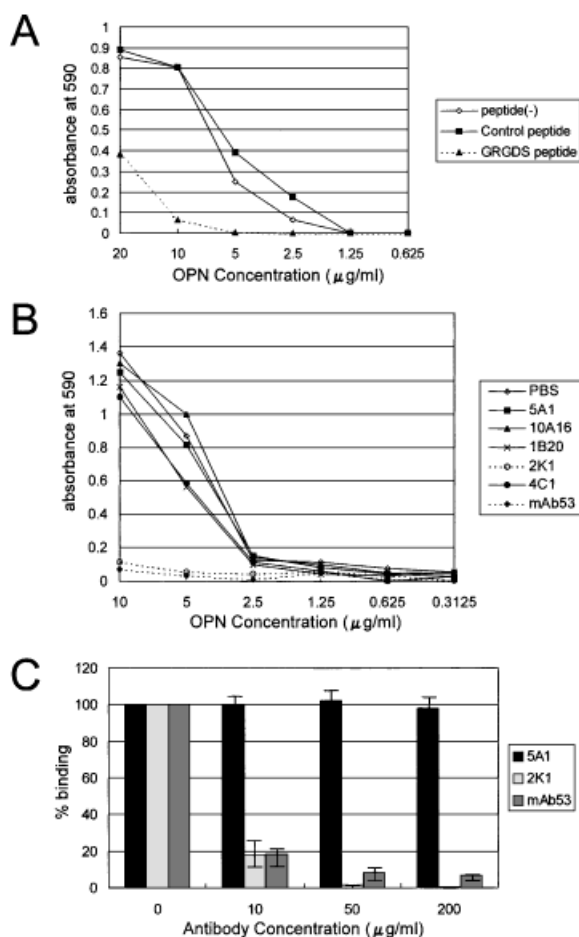 A
absorbance at 590
1
0.9
0.8
0.7
0.6
0.5
0.4
0.3
0.2
0.1
0
20 10 5 2.5 1.25 0.625
OPN Concentration (μg/ml)
peptide(-)
Control peptide
GRGDS peptide
B
absorbance at 590
1.6
1.4
1.2
1
0.8
0.6
0.4
0.2
0
10 5 2.5 1.25 0.625 0.3125
OPN Concentration (μg/ml)
PBS
5A1
10A16
1B20
2K1
4C1
mAb53
C
% binding
120
100
80
60
40
20
0
0 10 50 200
Antibody Concentration (μg/ml)
5A1
2K1
mAb53